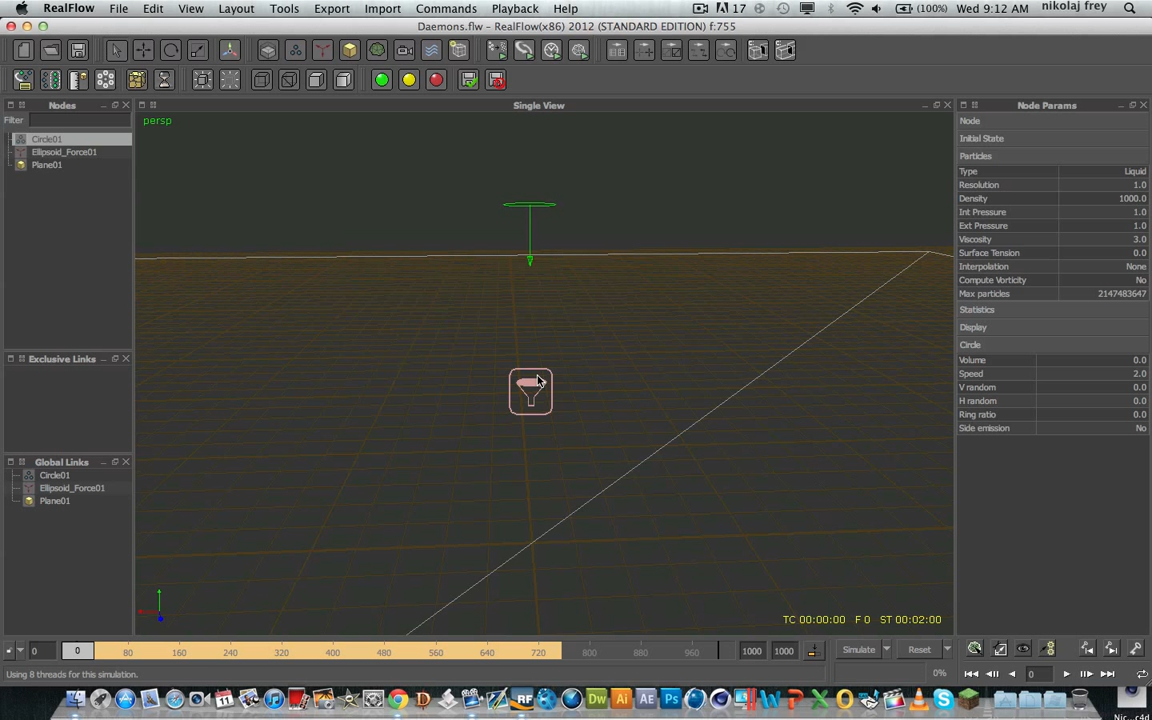 RealFlow File Edit View Tools Layout Export Import Commands Playback Help 17 (100%) Wed 9:12 AM nikolaj frey
Daemons.flw - RealFlow(x86) 2012 (STANDARD EDITION) f:755
Nodes
Filter
Circle01
Ellipsoid_Force01
Plane01
Exclusive Links
Global Links
Circle01
Ellipsoid_Force01
Plane01
Single View
persp
TC 00:00:00 F 0 ST 00:02:00
Node Params
Node
Initial State
Particles
Type Liquid
Resolution 1.0
Density 1000.0
Int Pressure 1.0
Ext Pressure 1.0
Viscosity 3.0
Surface Tension 0.0
Interpolation None
Compute Vorticity No
Max particles 2147483647
Statistics
Display
Circle
Volume 0.0
Speed 2.0
V random 0.0
H random 0.0
Ring ratio 0.0
Side emission No
0 0 80 160 240 320 400 480 560 640 720 800 880 960 1000 1000 Simulate Reset
Using 8 threads for this simulation. 0% 0
RF Dw Ai Ae Ps
Nic...c4d